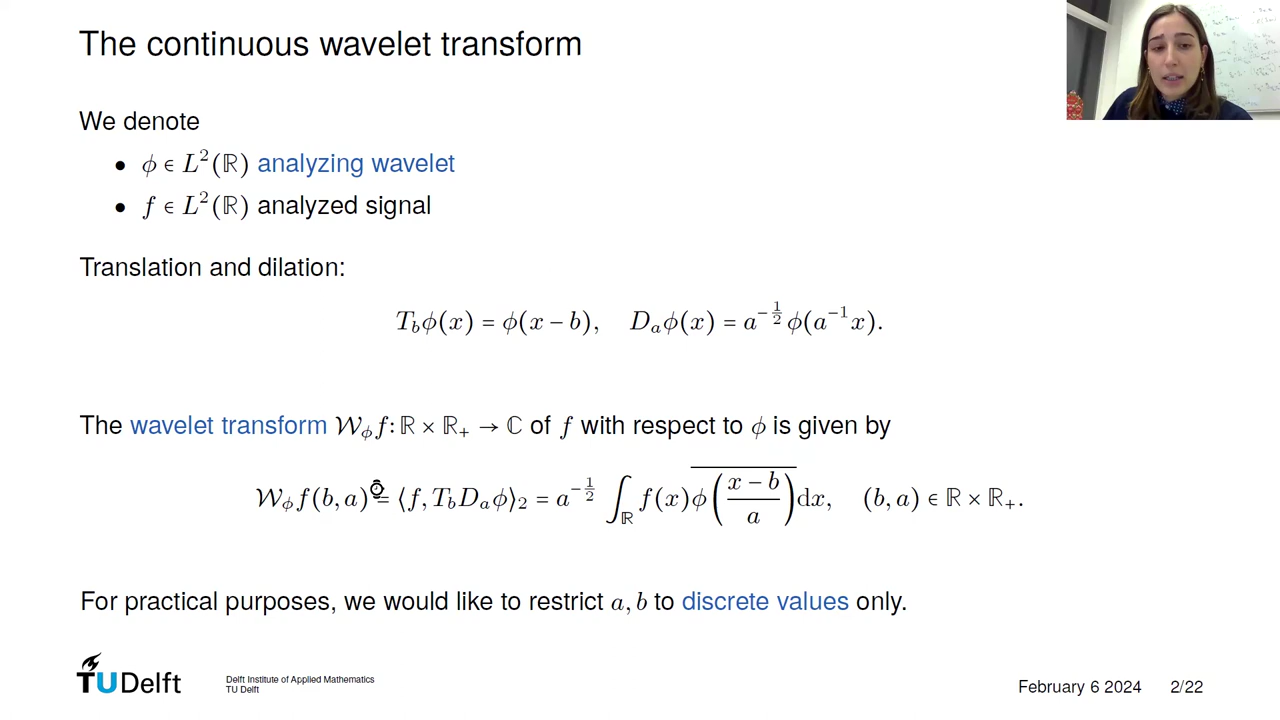 The continuous wavelet transform
We denote
• ϕ ∈ L²(ℝ) analyzing wavelet
• f ∈ L²(ℝ) analyzed signal
Translation and dilation:
T_b ϕ(x) = ϕ(x − b),   D_a ϕ(x) = a^{−1/2} ϕ(a^{−1} x).
The wavelet transform 𝒲_ϕ f : ℝ × ℝ₊ → ℂ of f with respect to ϕ is given by
𝒲_ϕ f(b, a) = ⟨f, T_b D_a ϕ⟩₂ = a^{−1/2} ∫_ℝ f(x) \overline{ϕ((x − b)/a)} dx,   (b, a) ∈ ℝ × ℝ₊.
For practical purposes, we would like to restrict a, b to discrete values only.
TU Delft
Delft Institute of Applied Mathematics
TU Delft
February 6 2024   2/22